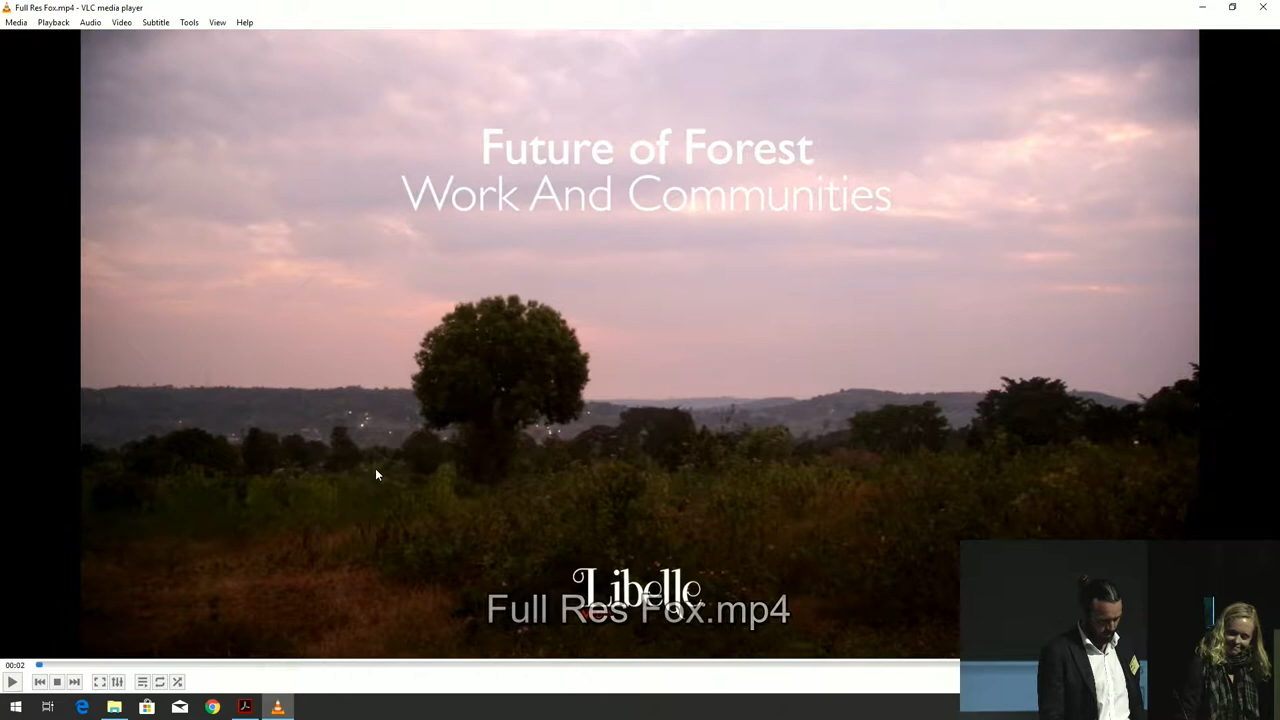 Full Res Fox.mp4 - VLC media player
Media Playback Audio Video Subtitle Tools View Help
Future of Forest
Work And Communities
Libelle
Full Res Fox.mp4
00:02